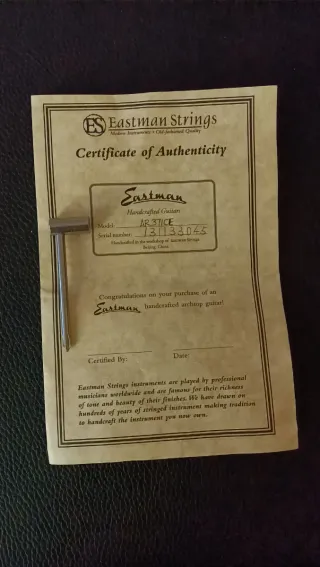 ES Eastman Strings
Modern Instruments • Old-fashioned Quality
Certificate of Authenticity
Eastman
Handcrafted Guitars
Model: AR371CE
Serial number: 131133045
Handcrafted in the workshop of Eastman Strings
Beijing, China
Congratulations on your purchase of an
Eastman handcrafted archtop guitar!
Certified By: Date:
Eastman Strings instruments are played by professional
musicians worldwide and are famous for their richness
of tone and beauty of their finishes. We have drawn on
hundreds of years of stringed instrument making tradition
to handcraft the instrument you now own.